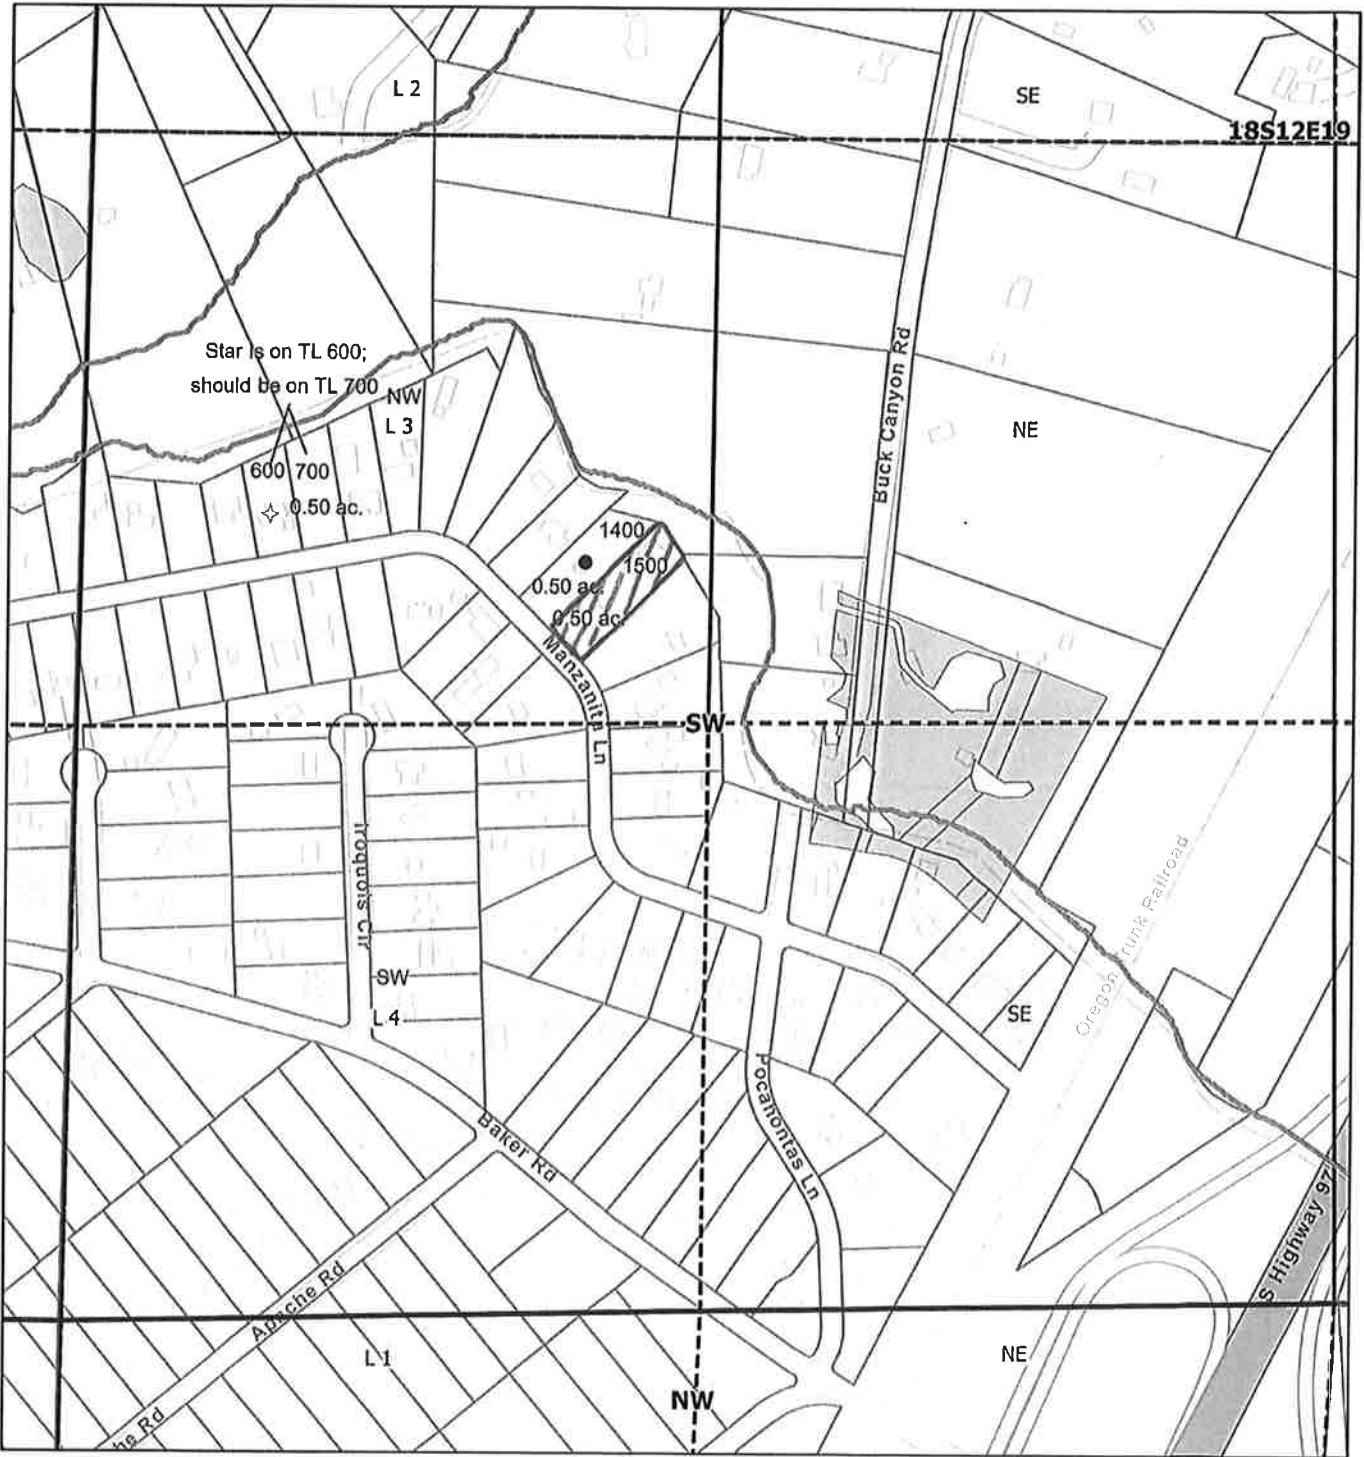 L 2
SE
18S12E19
Star is on TL 600;
should be on TL 700
NW
L 3
Buck Canyon Rd
NE
600 700
0.50 ac.
1400
1500
0.50 ac.
0.50 ac.
Manzanita Ln
SW
Iroquois Cir
SW
L 4
SE
Oregon Trunk Railroad
Pocahontas Ln
Baker Rd
S Highway 97
Apache Rd
L 1
NE
NW
he Rd